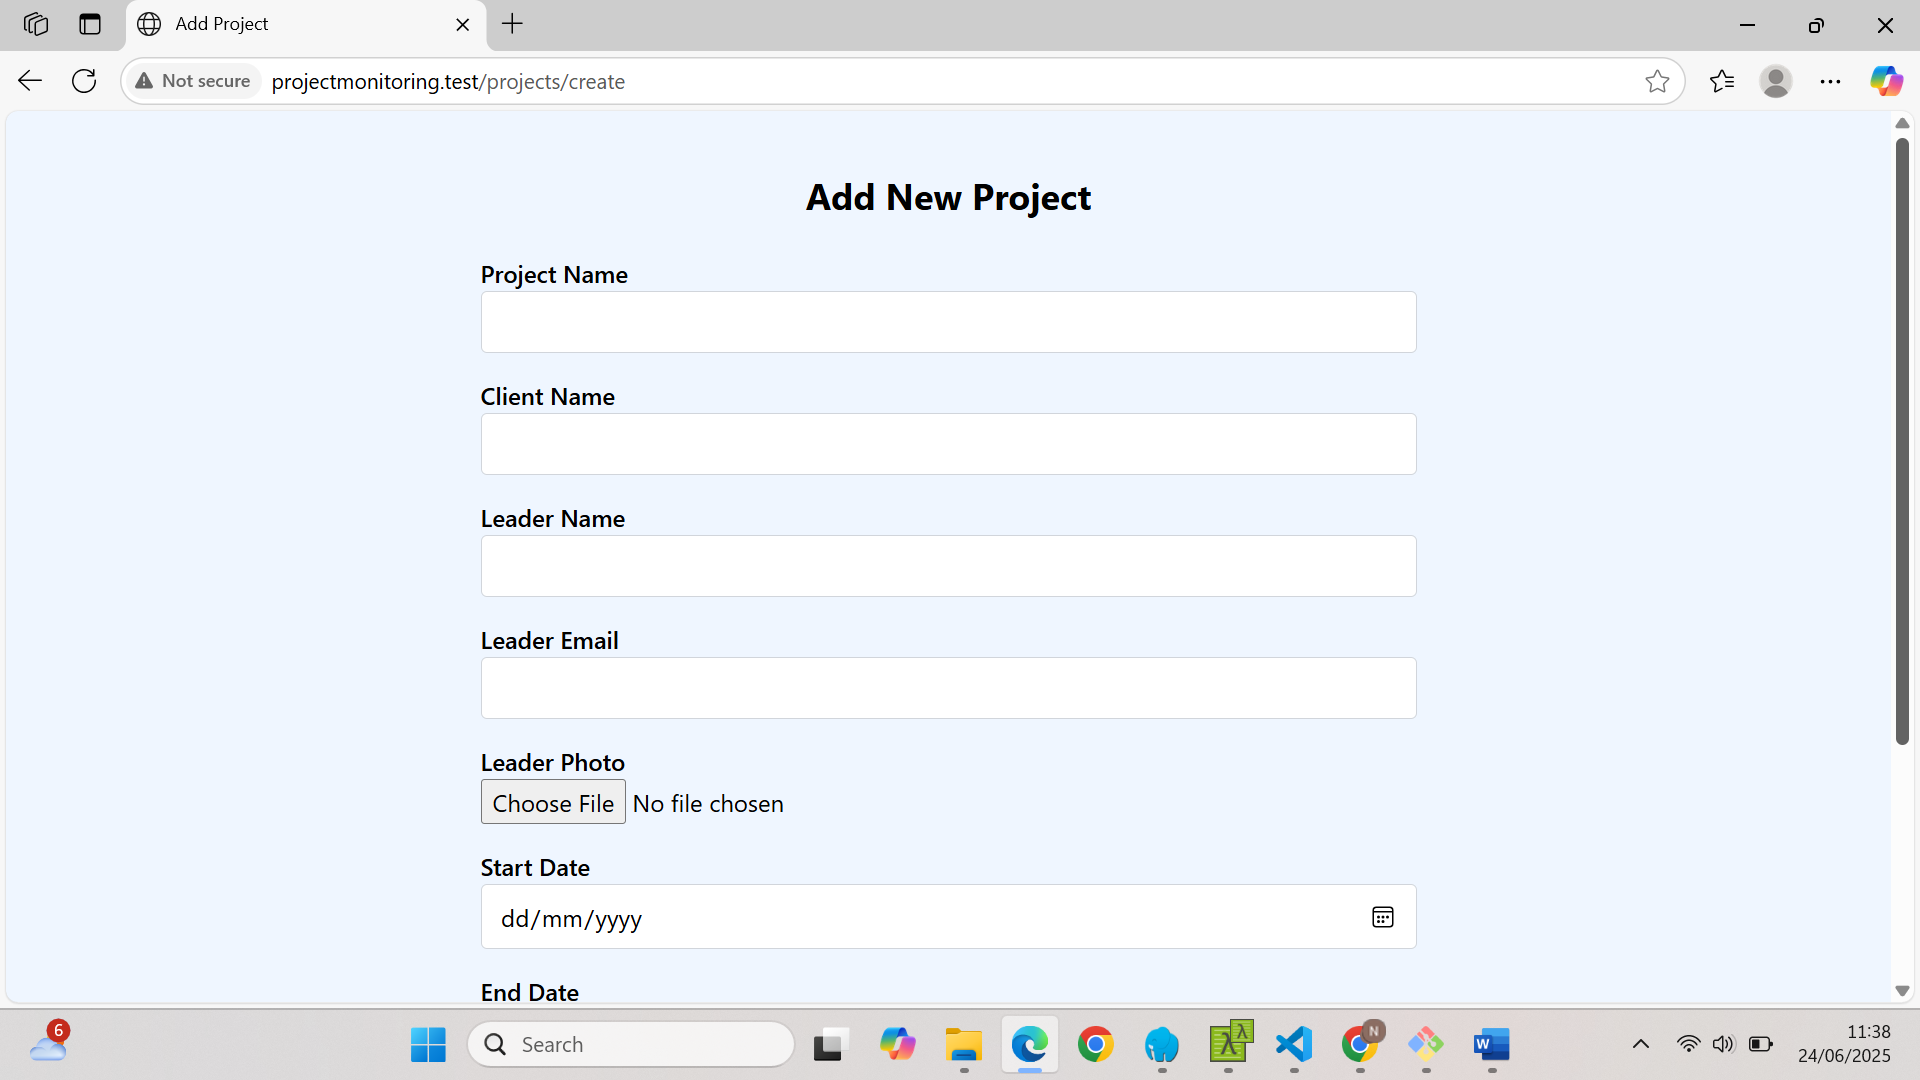 Add Project
Not secure
projectmonitoring.test/projects/create
Add New Project
Project Name
Client Name
Leader Name
Leader Email
Leader Photo
Choose File No file chosen
Start Date
dd/mm/yyyy
End Date
6
Search
λ
λ
N
W
11:38
24/06/2025